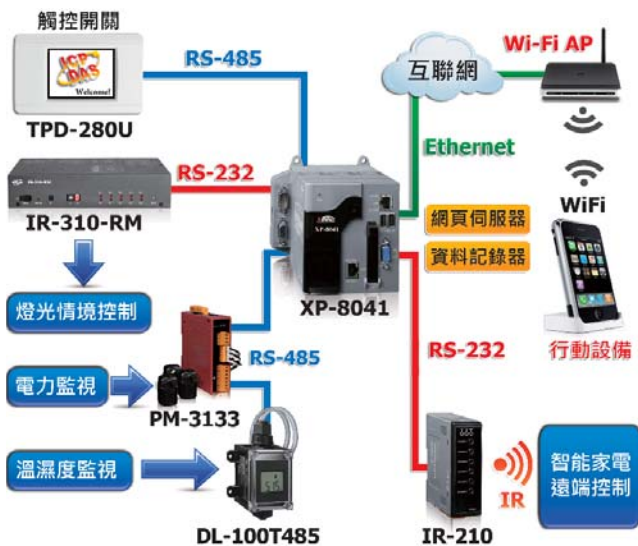 觸控開關
ICP
DAS
Welcome!
TPD-280U
RS-485
互聯網
Wi-Fi AP
Ethernet
WiFi
行動設備
IR-310-RM
RS-232
XP-8041
XP-8041
網頁伺服器
資料記錄器
燈光情境控制
RS-485
電力監視
PM-3133
溫濕度監視
DL-100T485
RS-232
IR-210
IR
智能家電
遠端控制